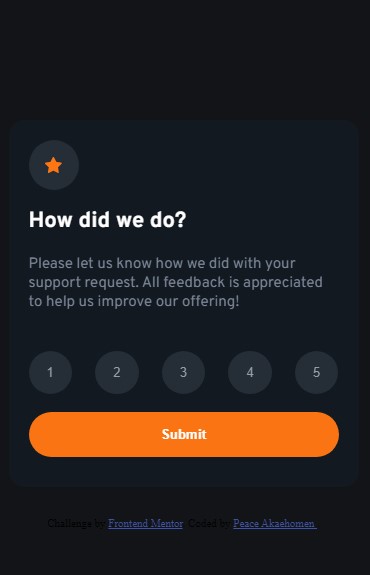 How did we do?
Please let us know how we did with your
support request. All feedback is appreciated
to help us improve our offering!
1 2 3 4 5
Submit
Challenge by Frontend Mentor. Coded by Peace Akaehomen.